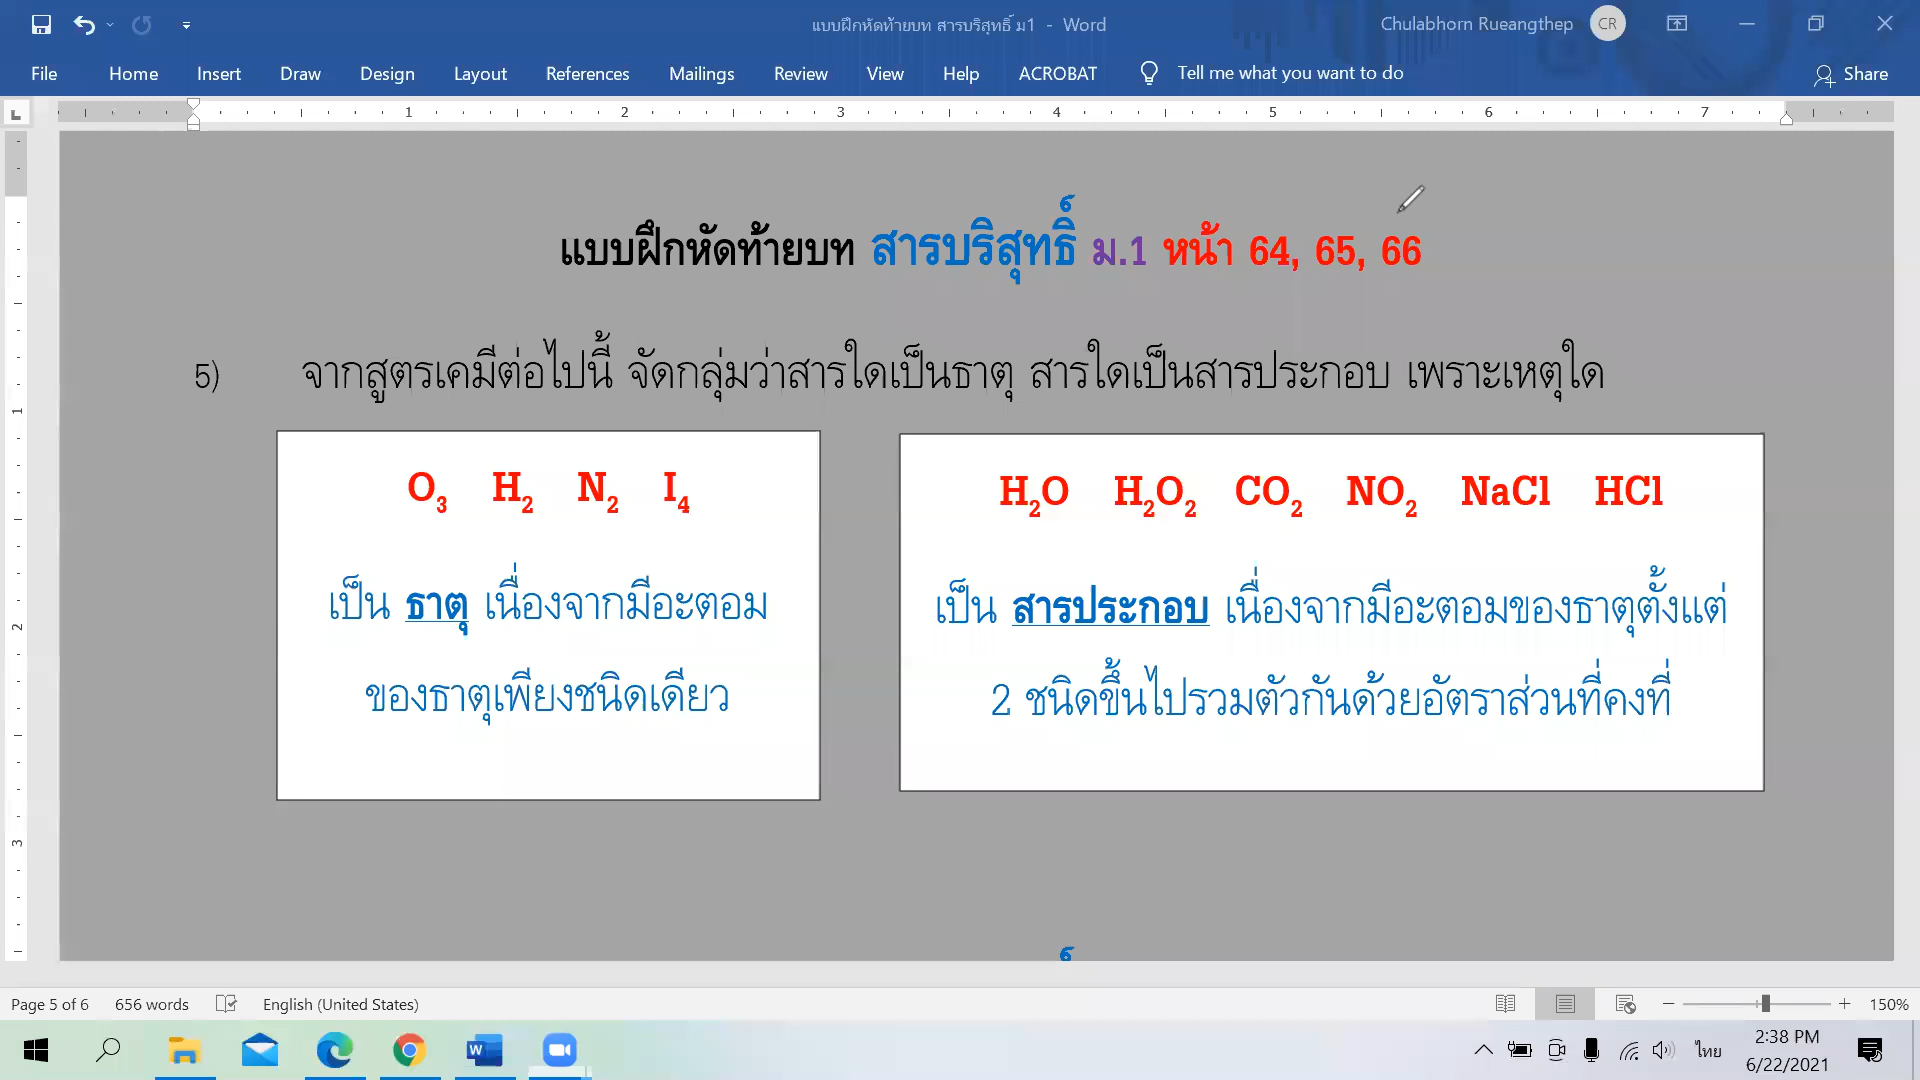 แบบฝึกหัดท้ายบท สารบริสุทธิ์ ม1 - Word
Chulabhorn Rueangthep CR
File Home Insert Draw Design Layout References Mailings Review View Help ACROBAT Tell me what you want to do Share
1 2 3 4 5 6 7
แบบฝึกหัดท้ายบท สารบริสุทธิ์ ม.1 หน้า 64, 65, 66
5) จากสูตรเคมีต่อไปนี้ จัดกลุ่มว่าสารใดเป็นธาตุ สารใดเป็นสารประกอบ เพราะเหตุใด
O₃ H₂ N₂ I₄
เป็น ธาตุ เนื่องจากมีอะตอม
ของธาตุเพียงชนิดเดียว
H₂O H₂O₂ CO₂ NO₂ NaCl HCl
เป็น สารประกอบ เนื่องจากมีอะตอมของธาตุตั้งแต่
2 ชนิดขึ้นไปรวมตัวกันด้วยอัตราส่วนที่คงที่
1
2
3
Page 5 of 6 656 words English (United States) 150%
ไทย
2:38 PM
6/22/2021